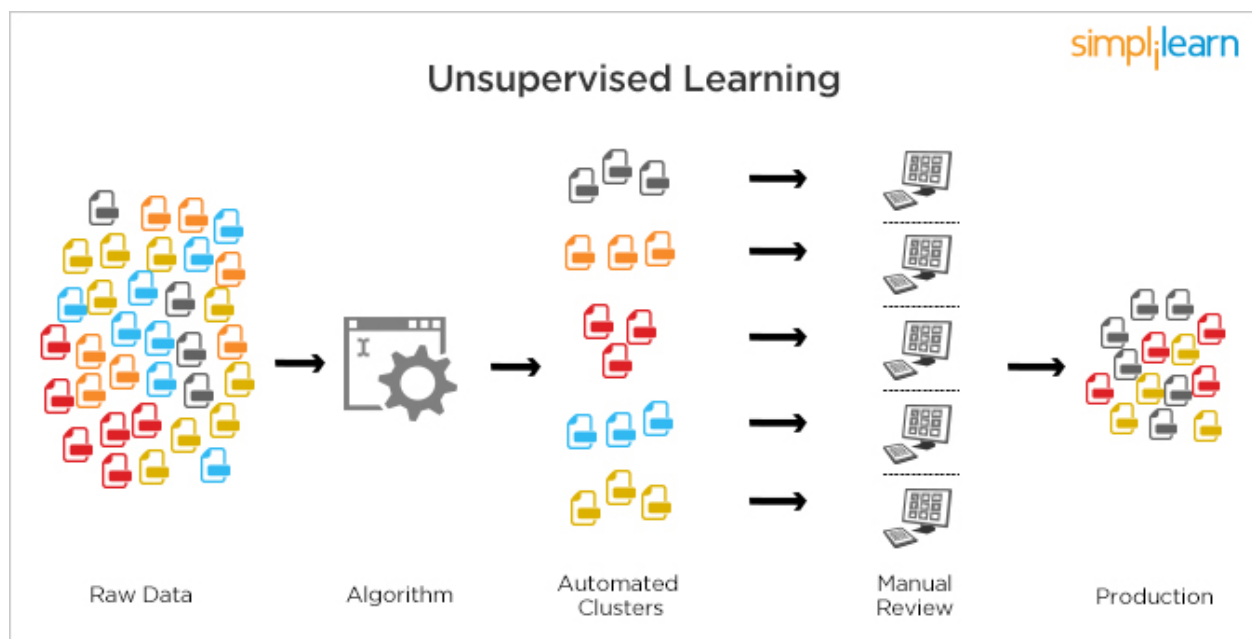 simplilearn
Unsupervised Learning
Raw Data
Algorithm
Automated
Clusters
Manual
Review
Production